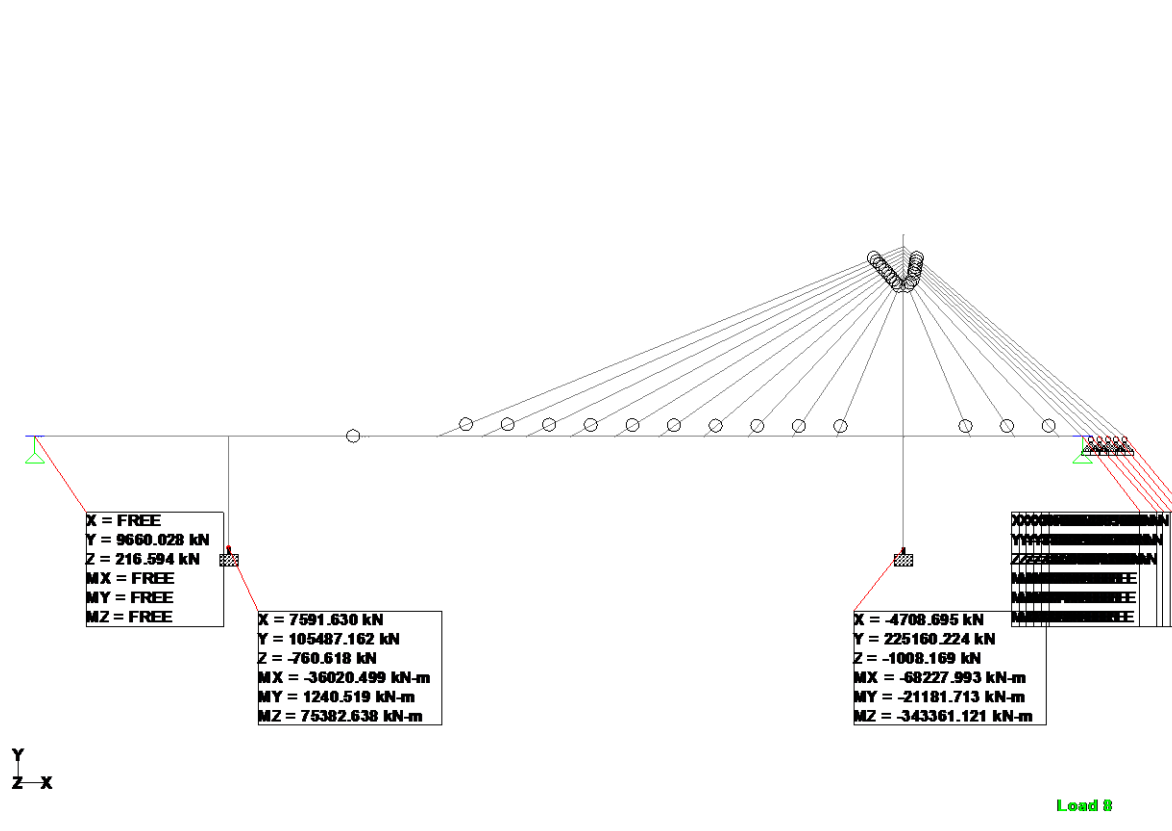 X = FREE
Y = 9660.028 kN
Z = 216.594 kN
MX = FREE
MY = FREE
MZ = FREE
X = 7591.630 kN
Y = 105487.162 kN
Z = -760.618 kN
MX = -36020.499 kN-m
MY = 1240.519 kN-m
MZ = 75382.638 kN-m
X = -4708.695 kN
Y = 225160.224 kN
Z = -1008.169 kN
MX = -68227.993 kN-m
MY = -21181.713 kN-m
MZ = -343361.121 kN-m
Y
Z X
Load 8